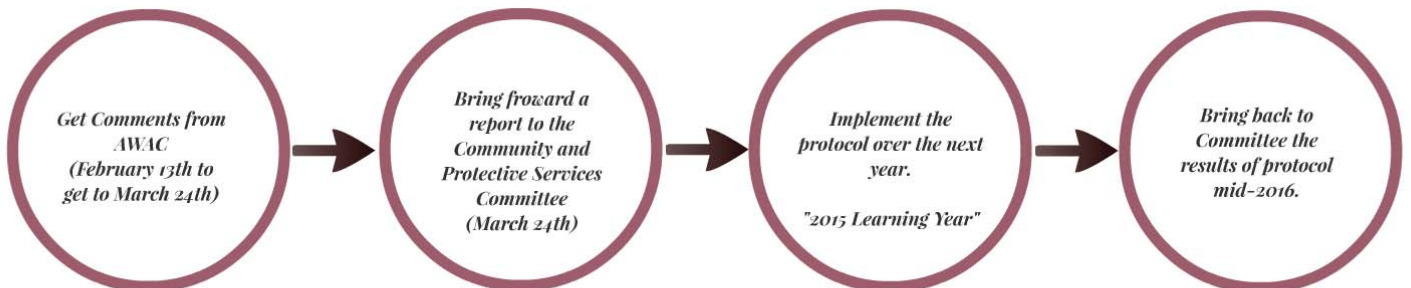 Get Comments from
AWAC
(February 13th to
get to March 24th)
Bring froward a
report to the
Community and
Protective Services
Committee
(March 24th)
Implement the
protocol over the next
year.
"2015 Learning Year"
Bring back to
Committee the
results of protocol
mid-2016.